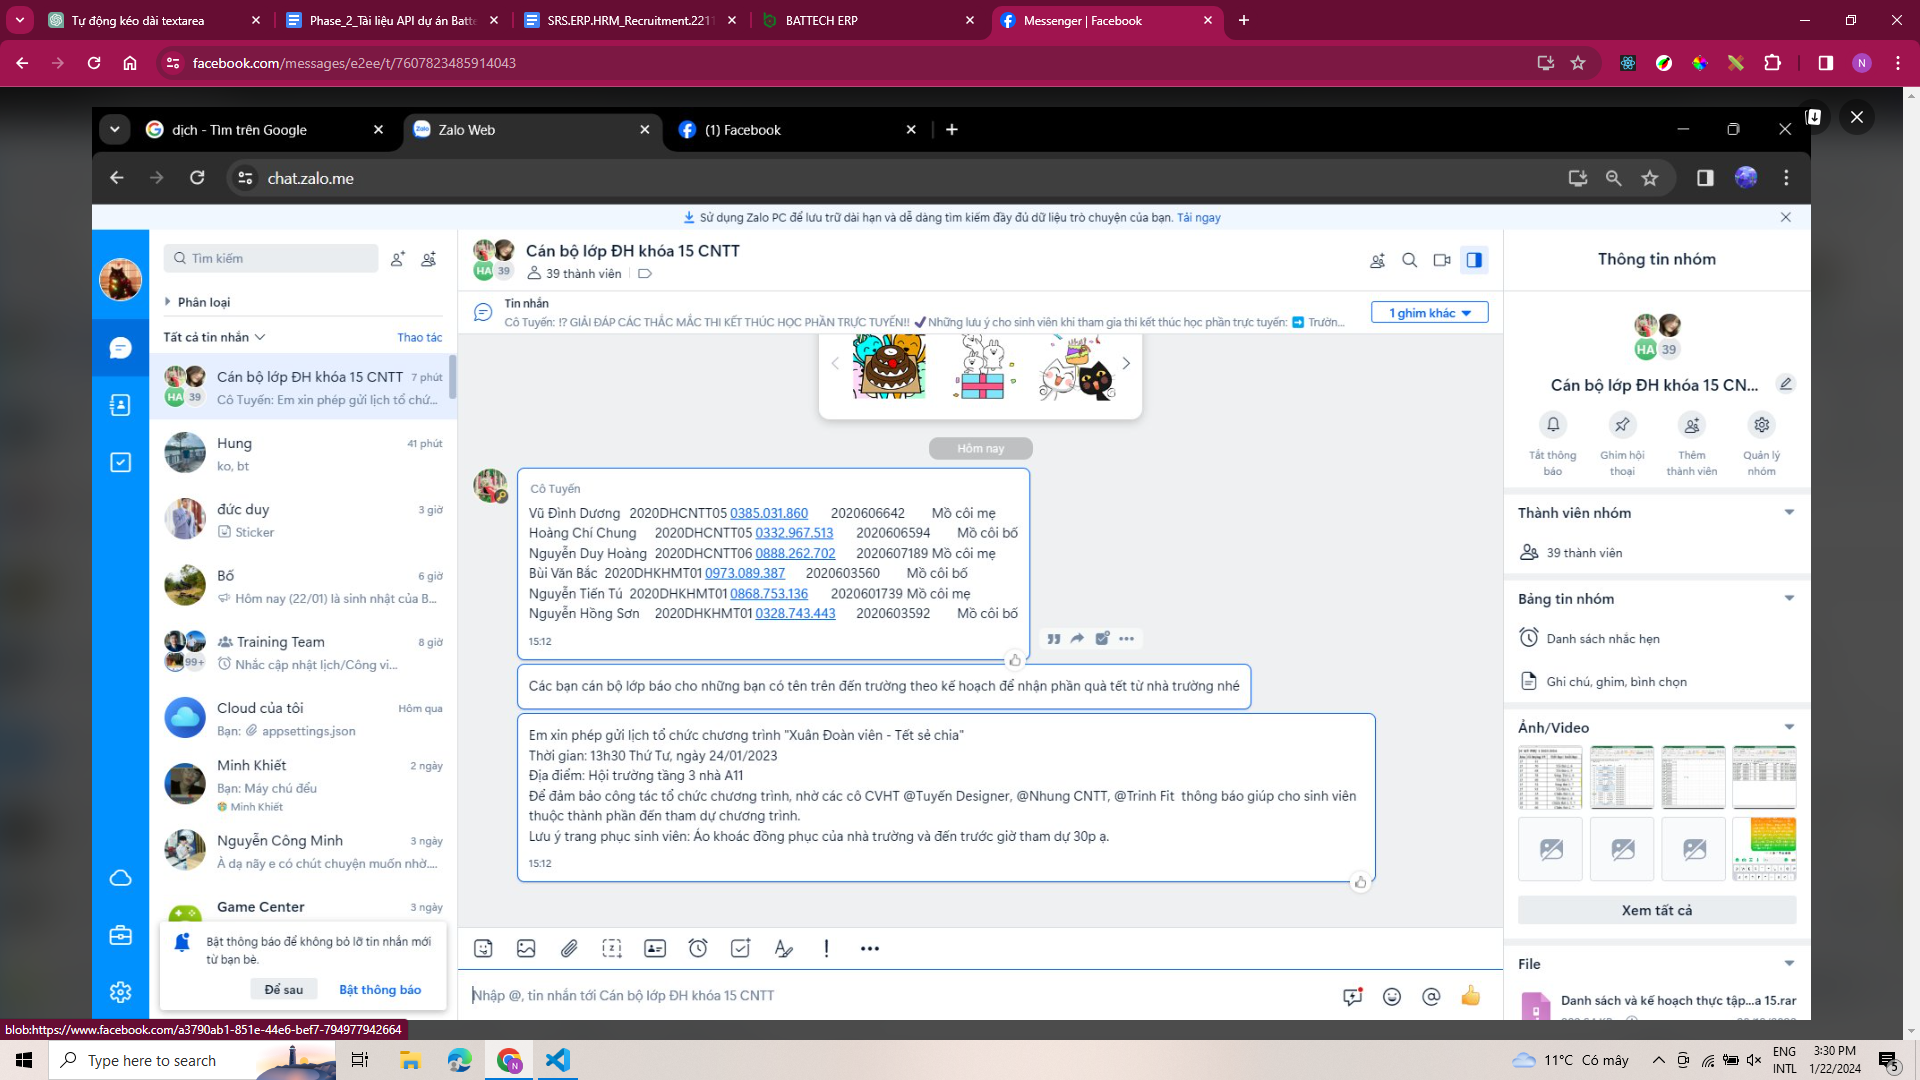 Tự động kéo dài textarea
Phase_2_Tài liệu API dự án Batte
SRS.ERP.HRM_Recruitment.2211
BATTECH ERP
Messenger | Facebook
facebook.com/messages/e2ee/t/7607823485914043
N
dịch - Tìm trên Google
Zalo Web
(1) Facebook
chat.zalo.me
Sử dụng Zalo PC để lưu trữ dài hạn và dễ dàng tìm kiếm đầy đủ dữ liệu trò chuyện của bạn. Tải ngay
Tìm kiếm
Phân loại
Tất cả tin nhắn
Thao tác
HA 39
Cán bộ lớp ĐH khóa 15 CNTT
7 phút
Cô Tuyến: Em xin phép gửi lịch tổ chứ...
Hung
41 phút
ko, bt
đức duy
3 giờ
Sticker
Bố
6 giờ
Hôm nay (22/01) là sinh nhật của B...
99+
Training Team
8 giờ
Nhắc cập nhật lịch/Công vi...
Cloud của tôi
Hôm qua
Bạn: appsettings.json
Minh Khiết
2 ngày
Bạn: Máy chú đều
Minh Khiết
Nguyễn Công Minh
3 ngày
À dạ nãy e có chút chuyện muốn nhờ....
Game Center
3 ngày
Bật thông báo để không bỏ lỡ tin nhắn mới
từ bạn bè.
Để sau
Bật thông báo
HA 39
Cán bộ lớp ĐH khóa 15 CNTT
39 thành viên
Tin nhắn
Cô Tuyến: ⁉ GIẢI ĐÁP CÁC THẮC MẮC THI KẾT THÚC HỌC PHẦN TRỰC TUYẾN!! ✔Những lưu ý cho sinh viên khi tham gia thi kết thúc học phần trực tuyến: ➡ Trườn...
1 ghim khác
Hôm nay
Cô Tuyến
Vũ Đình Dương 2020DHCNTT05 0385.031.860 2020606642 Mồ côi mẹ
Hoàng Chí Chung 2020DHCNTT05 0332.967.513 2020606594 Mồ côi bố
Nguyễn Duy Hoàng 2020DHCNTT06 0888.262.702 2020607189 Mồ côi mẹ
Bùi Văn Bắc 2020DHKHMT01 0973.089.387 2020603560 Mồ côi bố
Nguyễn Tiến Tú 2020DHKHMT01 0868.753.136 2020601739 Mồ côi mẹ
Nguyễn Hồng Sơn 2020DHKHMT01 0328.743.443 2020603592 Mồ côi bố
15:12
Các bạn cán bộ lớp báo cho những bạn có tên trên đến trường theo kế hoạch để nhận phần quà tết từ nhà trường nhé
Em xin phép gửi lịch tổ chức chương trình "Xuân Đoàn viên - Tết sẻ chia"
Thời gian: 13h30 Thứ Tư, ngày 24/01/2023
Địa điểm: Hội trường tầng 3 nhà A11
Để đảm bảo công tác tổ chức chương trình, nhờ các cô CVHT @Tuyến Designer, @Nhung CNTT, @Trinh Fit thông báo giúp cho sinh viên
thuộc thành phần đến tham dự chương trình.
Lưu ý trang phục sinh viên: Áo khoác đồng phục của nhà trường và đến trước giờ tham dự 30p ạ.
15:12
Nhập @, tin nhắn tới Cán bộ lớp ĐH khóa 15 CNTT
Thông tin nhóm
HA 39
Cán bộ lớp ĐH khóa 15 CN...
Tắt thông
báo
Ghim hội
thoại
Thêm
thành viên
Quản lý
nhóm
Thành viên nhóm
39 thành viên
Bảng tin nhóm
Danh sách nhắc hẹn
Ghi chú, ghim, bình chọn
Ảnh/Video
Xem tất cả
File
Danh sách và kế hoạch thực tập...a 15.rar
blob:https://www.facebook.com/a3790ab1-851e-44e6-bef7-794977942664
Type here to search
11°C Có mây
ENG
INTL
3:30 PM
1/22/2024
5